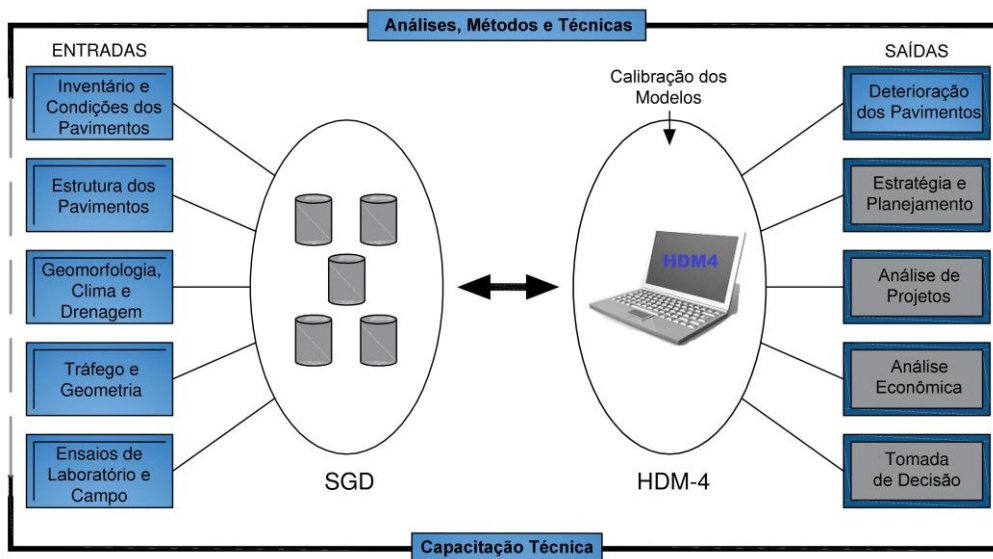 Análises, Métodos e Técnicas
ENTRADAS
Inventário e
Condições dos
Pavimentos
Estrutura dos
Pavimentos
Geomorfologia,
Clima e
Drenagem
Tráfego e
Geometria
Ensaios de
Laboratório e
Campo
SGD
Calibração dos
Modelos
HDM4
HDM-4
SAÍDAS
Deterioração
dos Pavimentos
Estratégia e
Planejamento
Análise de
Projetos
Análise
Econômica
Tomada
de Decisão
Capacitação Técnica